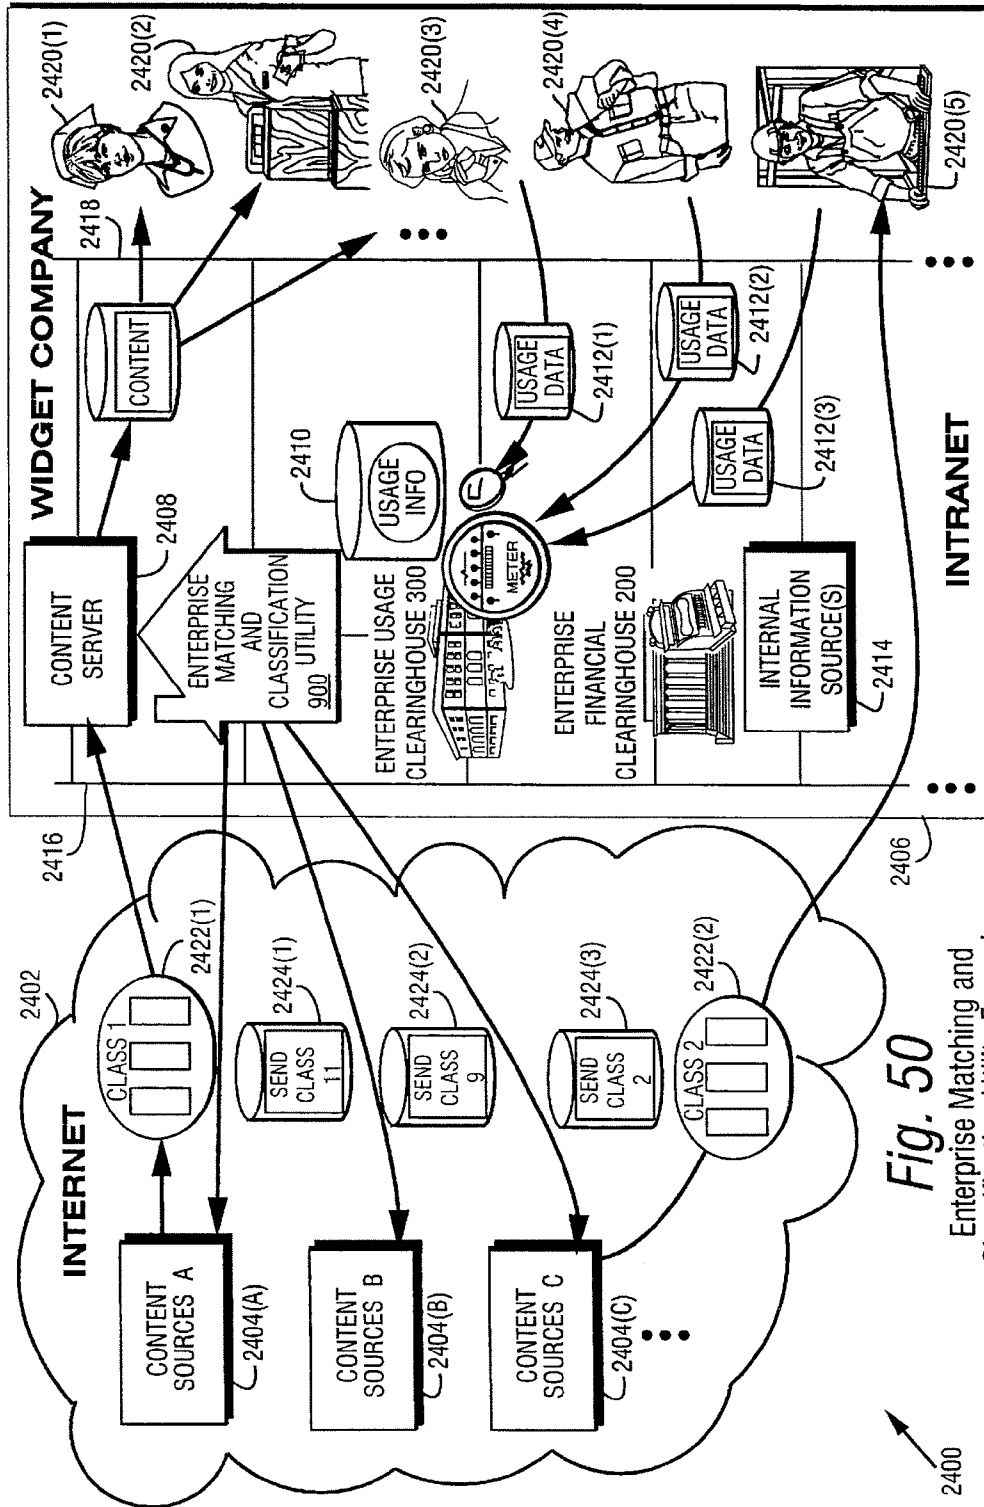 INTERNET
2402
CONTENT
SOURCES A
2404(A)
CONTENT
SOURCES B
2404(B)
CONTENT
SOURCES C
2404(C)
CLASS 1
2422(1)
SEND
CLASS
11
2424(1)
SEND
CLASS
9
2424(2)
SEND
CLASS
2
2424(3)
CLASS 2
2422(2)
WIDGET COMPANY
2416
2418
CONTENT
SERVER
2408
CONTENT
ENTERPRISE
MATCHING
AND
CLASSIFICATION
UTILITY
900
ENTERPRISE USAGE
CLEARINGHOUSE 300
USAGE
INFO
2410
METER
USAGE
DATA
2412(1)
USAGE
DATA
2412(2)
USAGE
DATA
2412(3)
ENTERPRISE
FINANCIAL
CLEARINGHOUSE 200
INTERNAL
INFORMATION
SOURCE(S)
2414
2420(1)
2420(2)
2420(3)
2420(4)
2420(5)
INTRANET
2406
2400
Fig. 50
Enterprise Matching and